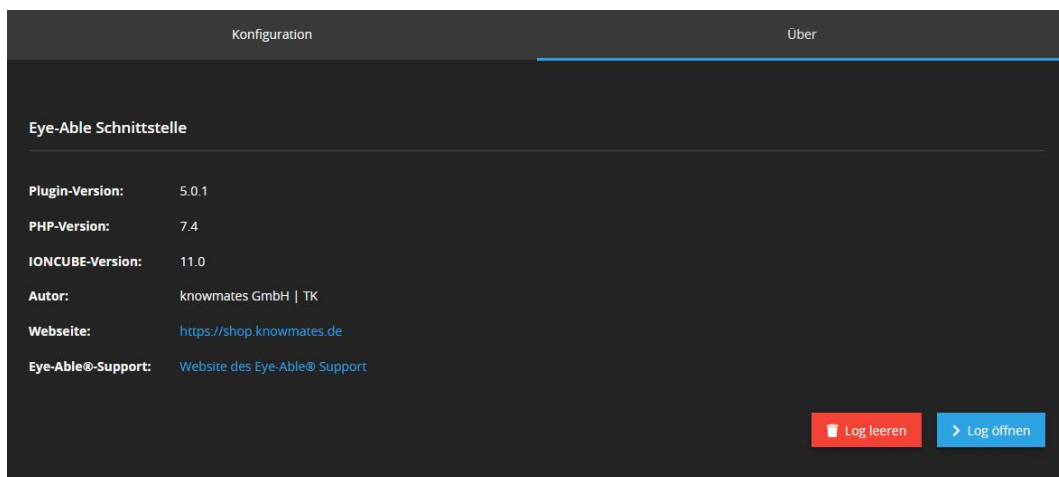 Konfiguration Über
Eye-Able Schnittstelle
Plugin-Version: 5.0.1
PHP-Version: 7.4
IONCUBE-Version: 11.0
Autor: knowmates GmbH | TK
Webseite: https://shop.knowmates.de
Eye-Able®-Support: Website des Eye-Able® Support
Log leeren Log öffnen